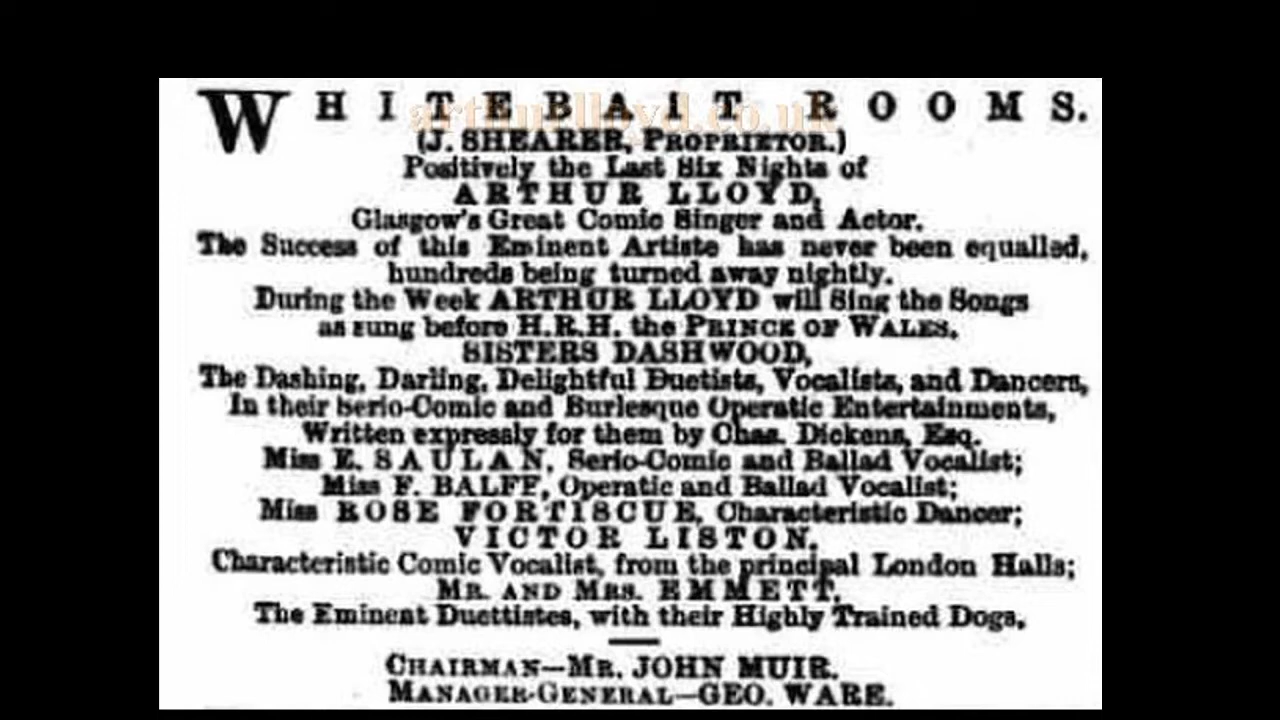 WHITEBAIT ROOMS.
arthurlloyd.co.uk
(J. SHEARER, PROPRIETOR.)
Positively the Last Six Nights of
ARTHUR LLOYD,
Glasgow's Great Comic Singer and Actor.
The Success of this Eminent Artiste has never been equalled,
hundreds being turned away nightly.
During the Week ARTHUR LLOYD will Sing the Songs
as sung before H.R.H. the PRINCE OF WALES.
SISTERS DASHWOOD,
The Dashing, Darling, Delightful Duetists, Vocalists, and Dancers,
In their Serio-Comic and Burlesque Operatic Entertainments,
Written expressly for them by Chas. Dickens, Esq.
Miss E. SAULAN, Serio-Comic and Ballad Vocalist;
Miss F. BALFF, Operatic and Ballad Vocalist;
Miss ROSE FORTISCUE, Characteristic Dancer;
VICTOR LISTON,
Characteristic Comic Vocalist, from the principal London Halls;
MR. AND MRS. EMMETT,
The Eminent Duettistes, with their Highly Trained Dogs,
CHAIRMAN—MR. JOHN MUIR.
MANAGER-GENERAL—GEO. WARE.